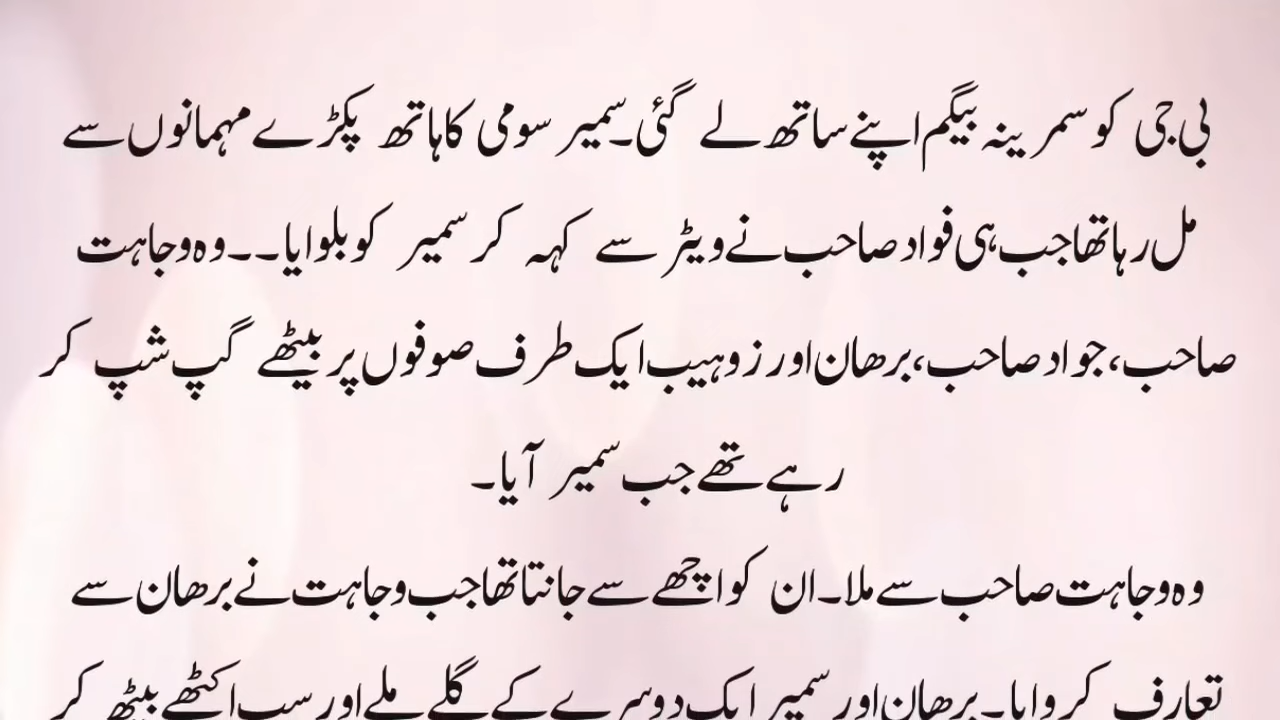 بی جی کو سمرینہ بیگم اپنے ساتھ لے گئی۔سمیر سومی کا ہاتھ پکڑے مہمانوں سے
مل رہا تھا جب ہی فواد صاحب نے ویٹر سے کہہ کر سمیر کو بلوایا۔۔وہ وجاہت
صاحب،جواد صاحب،برھان اور زوہیب ایک طرف صوفوں پر بیٹھے گپ شپ کر
رہے تھے جب سمیر آیا۔
وہ وجاہت صاحب سے ملا۔ان کو اچھے سے جانتا تھا جب وجاہت نے برھان سے
تعارف کروایا۔برھان اور سمیر ایک دوسرے کے گلے ملے اور سب اکٹھے بیٹھ کر